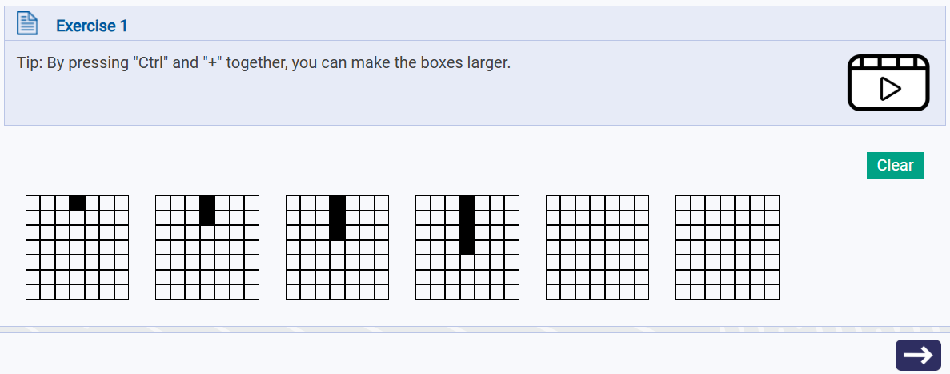 Exercise 1
Tip: By pressing "Ctrl" and "+" together, you can make the boxes larger.
Clear